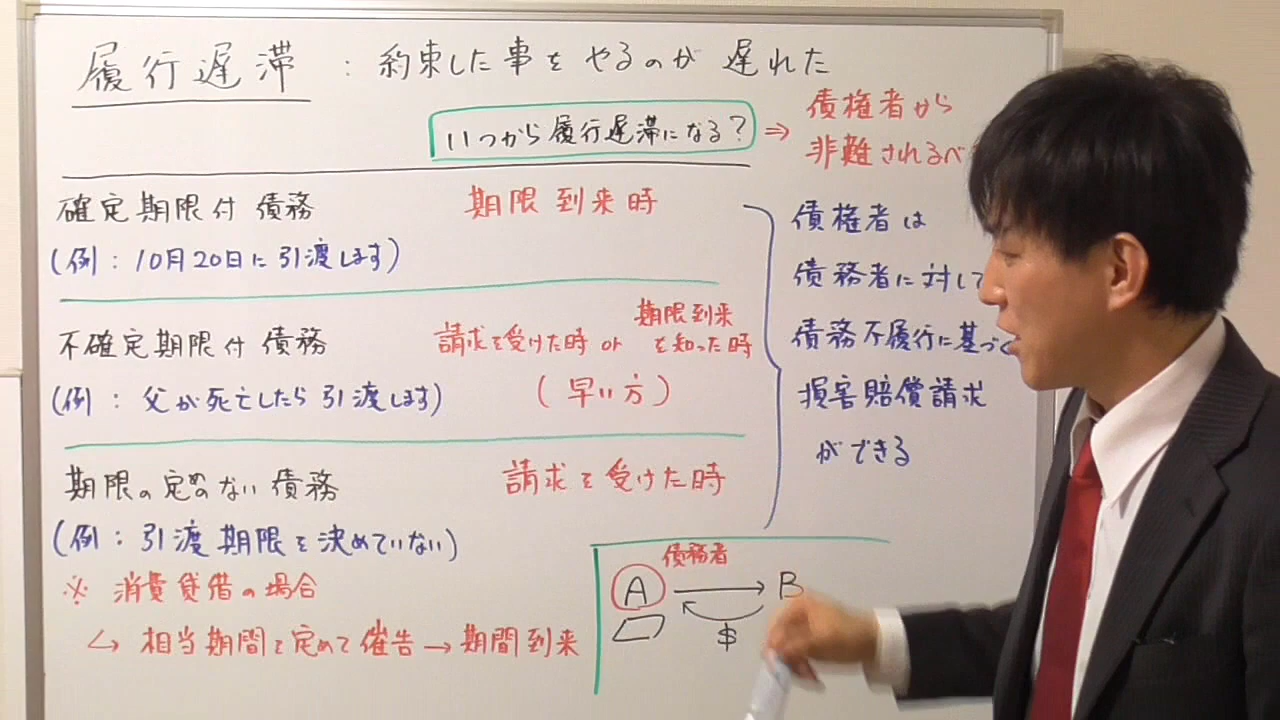 履行遅滞 : 約束した事をやるのが遅れた
いつから履行遅滞になる? ⇒ 債権者から
非難されるべ
確定期限付債務 期限到来時
(例 : 10月20日に引渡します)
不確定期限付債務 請求を受けた時 or 期限到来を知った時
(例 : 父が死亡したら引渡します) (早い方)
期限の定めのない債務 請求を受けた時
(例 : 引渡期限を決めていない)
※ 消費貸借の場合
↳ 相当期間を定めて催告→期間到来
債権者は
債務者に対して
債務不履行に基づく
損害賠償請求
ができる
債務者
A → B
$